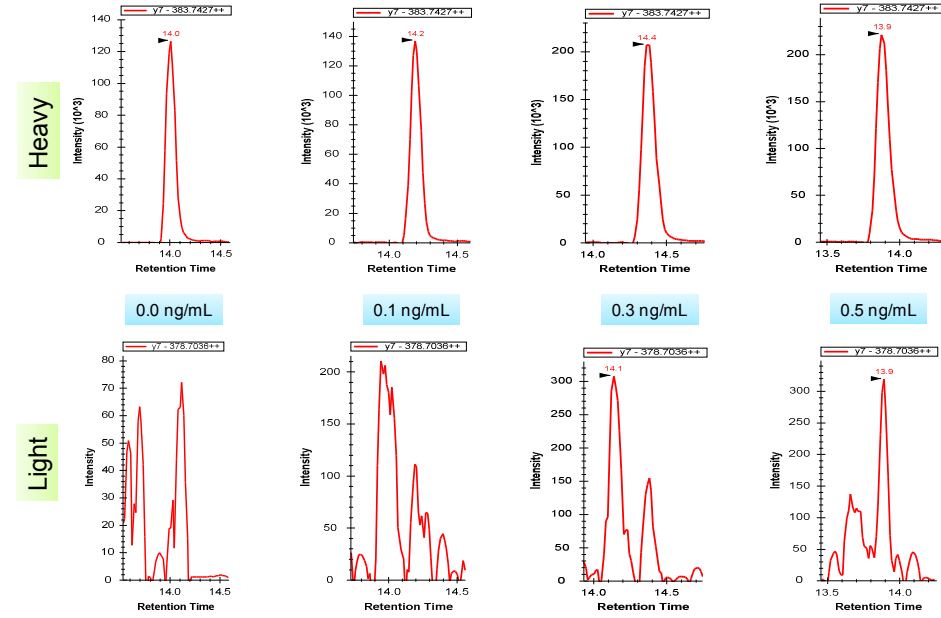 y7 - 383.7427++
y7 - 383.7427++
y7 - 383.7427++
y7 - 383.7427++
Heavy
Intensity (10^3)
140
120
100
80
60
40
20
0
14.0
14.0
14.5
Retention Time
Intensity (10^3)
140
120
100
80
60
40
20
0
14.2
14.0
14.5
Retention Time
Intensity (10^3)
200
150
100
50
0
14.4
14.0
14.5
Retention Time
Intensity (10^3)
200
150
100
50
0
13.9
13.5
14.0
Retention Time
0.0 ng/mL
0.1 ng/mL
0.3 ng/mL
0.5 ng/mL
y7 - 378.7036++
y7 - 378.7036++
y7 - 378.7036++
y7 - 378.7036++
Light
Intensity
80
70
60
50
40
30
20
10
0
14.0
14.5
Retention Time
Intensity
200
150
100
50
0
14.0
14.5
Retention Time
Intensity
300
250
200
150
100
50
0
14.1
14.0
14.5
Retention Time
Intensity
300
250
200
150
100
50
0
13.9
13.5
14.0
Retention Time